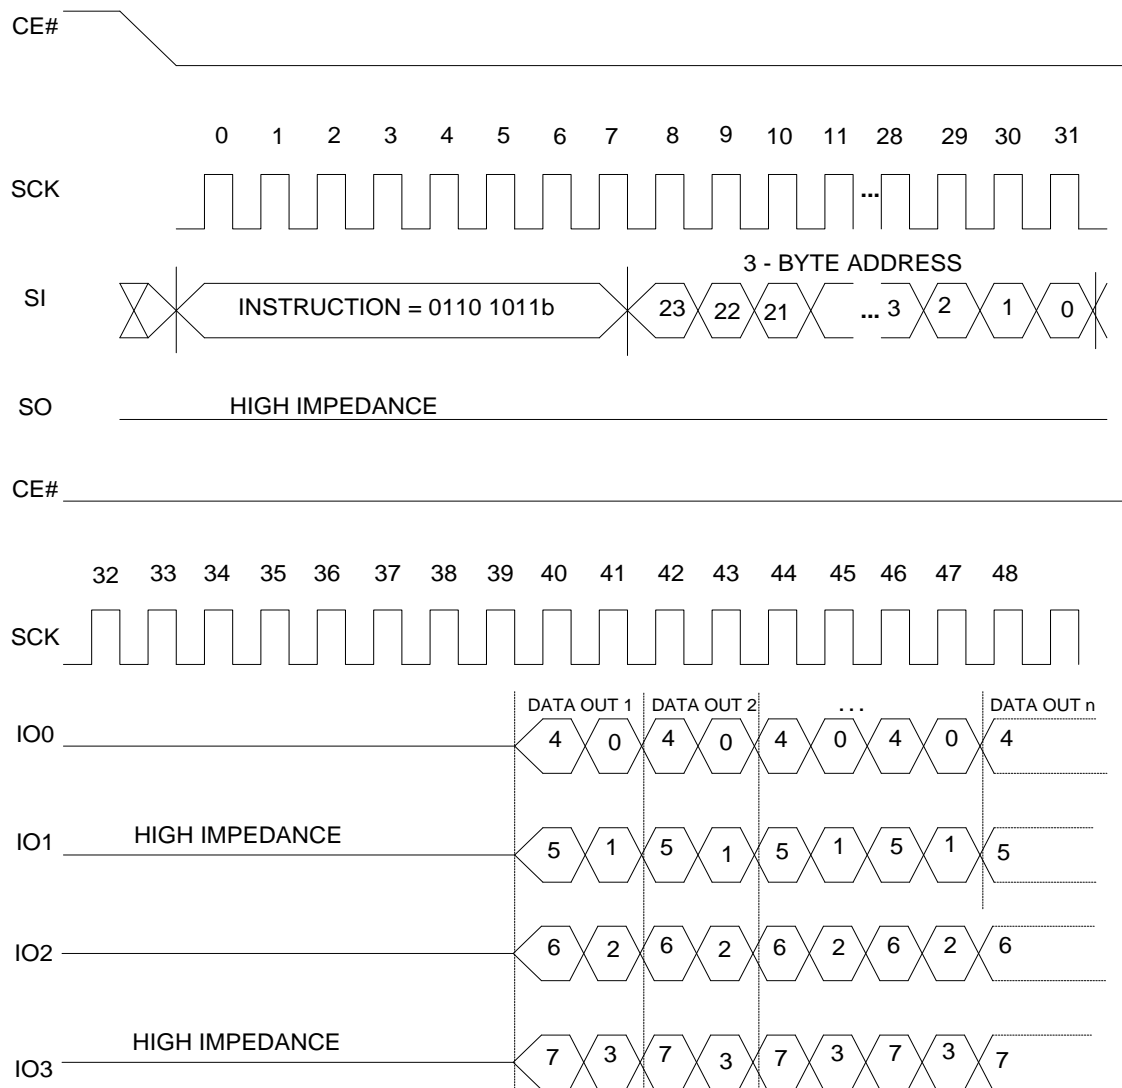 CE#
0 1 2 3 4 5 6 7 8 9 10 11 28 29 30 31
SCK ...
3 - BYTE ADDRESS
SI INSTRUCTION = 0110 1011b 23 22 21 ... 3 2 1 0
SO HIGH IMPEDANCE
CE#
32 33 34 35 36 37 38 39 40 41 42 43 44 45 46 47 48
SCK
DATA OUT 1 DATA OUT 2 ... DATA OUT n
IO0 4 0 4 0 4 0 4 0 4
IO1 HIGH IMPEDANCE 5 1 5 1 5 1 5 1 5
IO2 6 2 6 2 6 2 6 2 6
IO3 HIGH IMPEDANCE 7 3 7 3 7 3 7 3 7